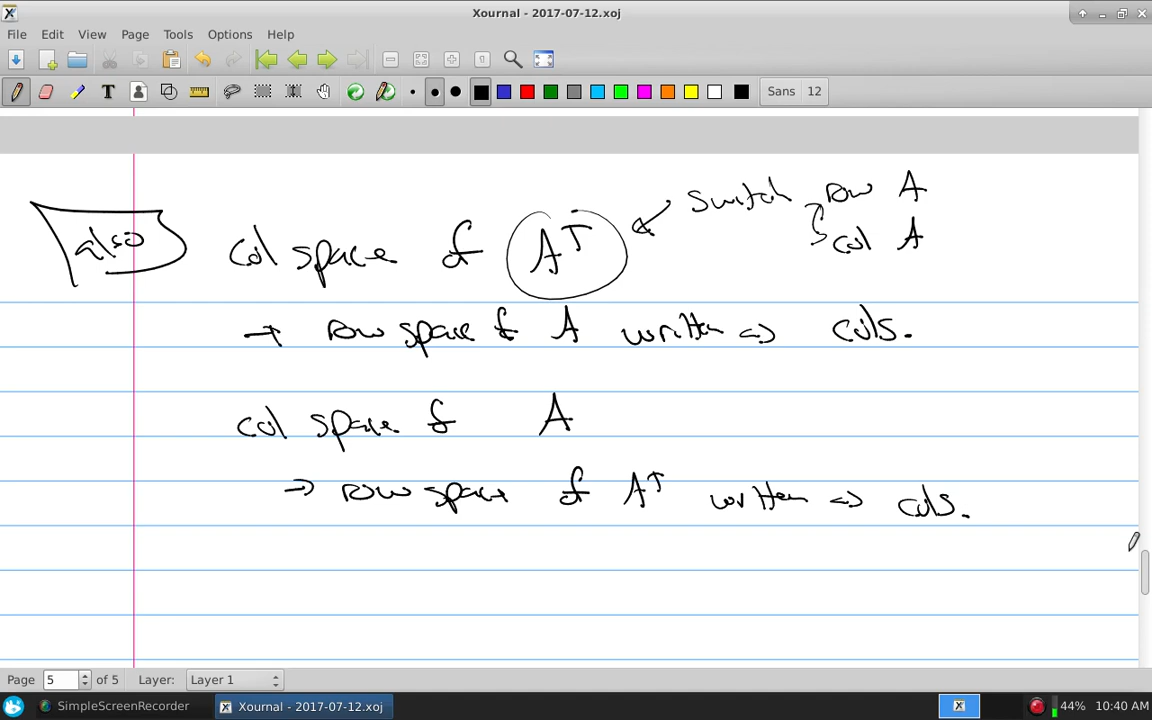 Xournal - 2017-07-12.xoj
File Edit View Page Tools Options Help
Sans 12
also col space of Aᵀ switch row A
col A
→ row space of A written as cols.
col space of A
→ row space of Aᵀ written as cols.
Page 5 of 5 Layer: Layer 1
SimpleScreenRecorder Xournal - 2017-07-12.xoj 44% 10:40 AM